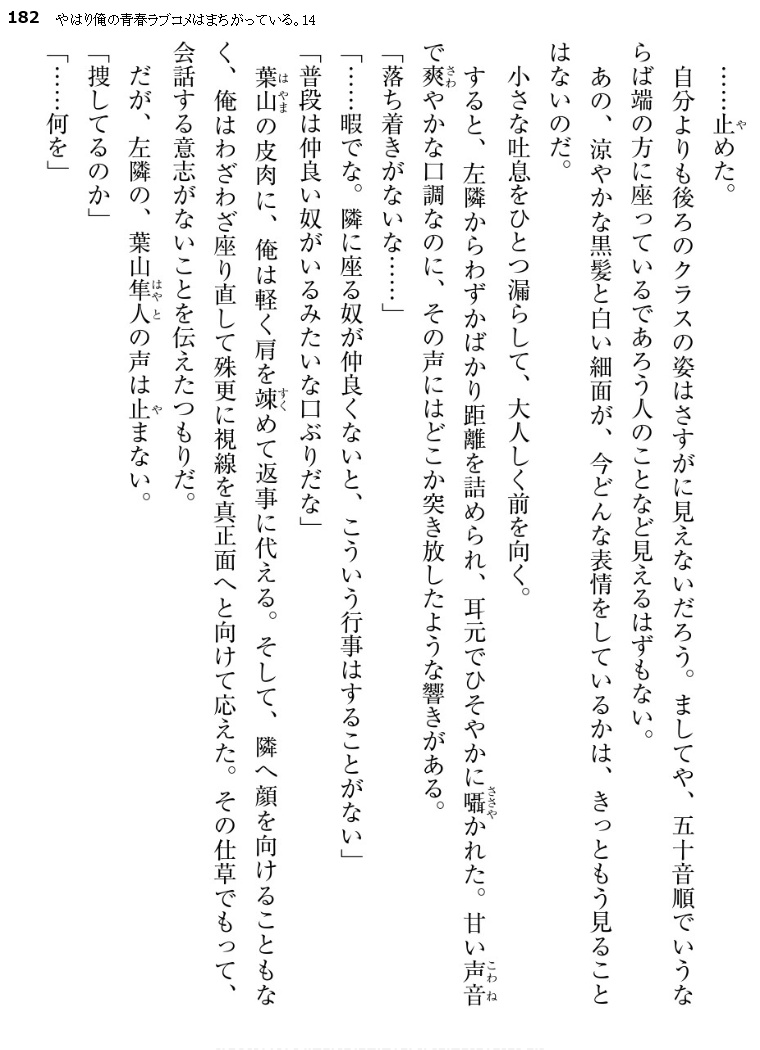 182 やはり俺の青春ラブコメはまちがっている。14
……止めた。
自分よりも後ろのクラスの姿はさすがに見えないだろう。ましてや、五十音順でいうな
らば端の方に座っているであろう人のことなど見えるはずもない。
あの、涼やかな黒髪と白い細面が、今どんな表情をしているかは、きっともう見ること
はないのだ。
小さな吐息をひとつ漏らして、大人しく前を向く。
すると、左隣からわずかばかり距離を詰められ、耳元でひそやかに囁かれた。甘い声音
で爽やかな口調なのに、その声にはどこか突き放したような響きがある。
「落ち着きがないな……」
「……暇でな。隣に座る奴が仲良くないと、こういう行事はすることがない」
「普段は仲良い奴がいるみたいな口ぶりだな」
葉山の皮肉に、俺は軽く肩を竦めて返事に代える。そして、隣へ顔を向けることもな
く、俺はわざわざ座り直して殊更に視線を真正面へと向けて応えた。その仕草でもって、
会話する意志がないことを伝えたつもりだ。
だが、左隣の、葉山隼人の声は止まない。
「捜してるのか」
「……何を」